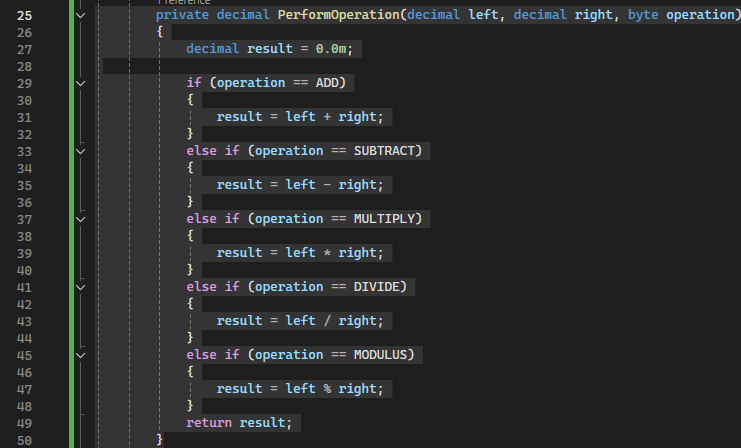 1 reference
25 private decimal PerformOperation(decimal left, decimal right, byte operation)
26 {
27 decimal result = 0.0m;
28
29 if (operation == ADD)
30 {
31 result = left + right;
32 }
33 else if (operation == SUBTRACT)
34 {
35 result = left - right;
36 }
37 else if (operation == MULTIPLY)
38 {
39 result = left * right;
40 }
41 else if (operation == DIVIDE)
42 {
43 result = left / right;
44 }
45 else if (operation == MODULUS)
46 {
47 result = left % right;
48 }
49 return result;
50 }